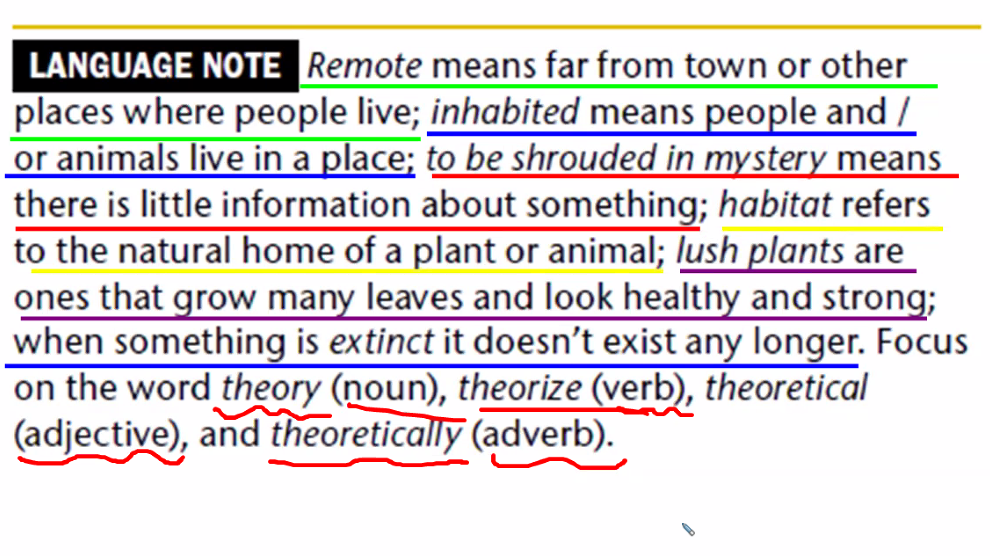 LANGUAGE NOTE Remote means far from town or other
places where people live; inhabited means people and /
or animals live in a place; to be shrouded in mystery means
there is little information about something; habitat refers
to the natural home of a plant or animal; lush plants are
ones that grow many leaves and look healthy and strong;
when something is extinct it doesn't exist any longer. Focus
on the word theory (noun), theorize (verb), theoretical
(adjective), and theoretically (adverb).